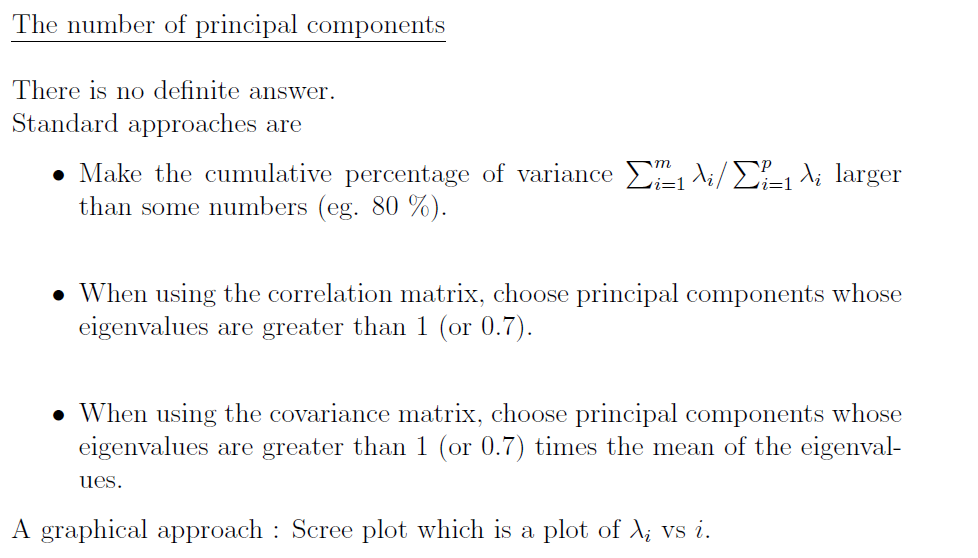 The number of principal components
There is no definite answer.
Standard approaches are
• Make the cumulative percentage of variance $\sum_{i=1}^{m} \lambda_i / \sum_{i=1}^{p} \lambda_i$ larger
than some numbers (eg. 80 %).
• When using the correlation matrix, choose principal components whose
eigenvalues are greater than 1 (or 0.7).
• When using the covariance matrix, choose principal components whose
eigenvalues are greater than 1 (or 0.7) times the mean of the eigenval-
ues.
A graphical approach : Scree plot which is a plot of $\lambda_i$ vs $i$.